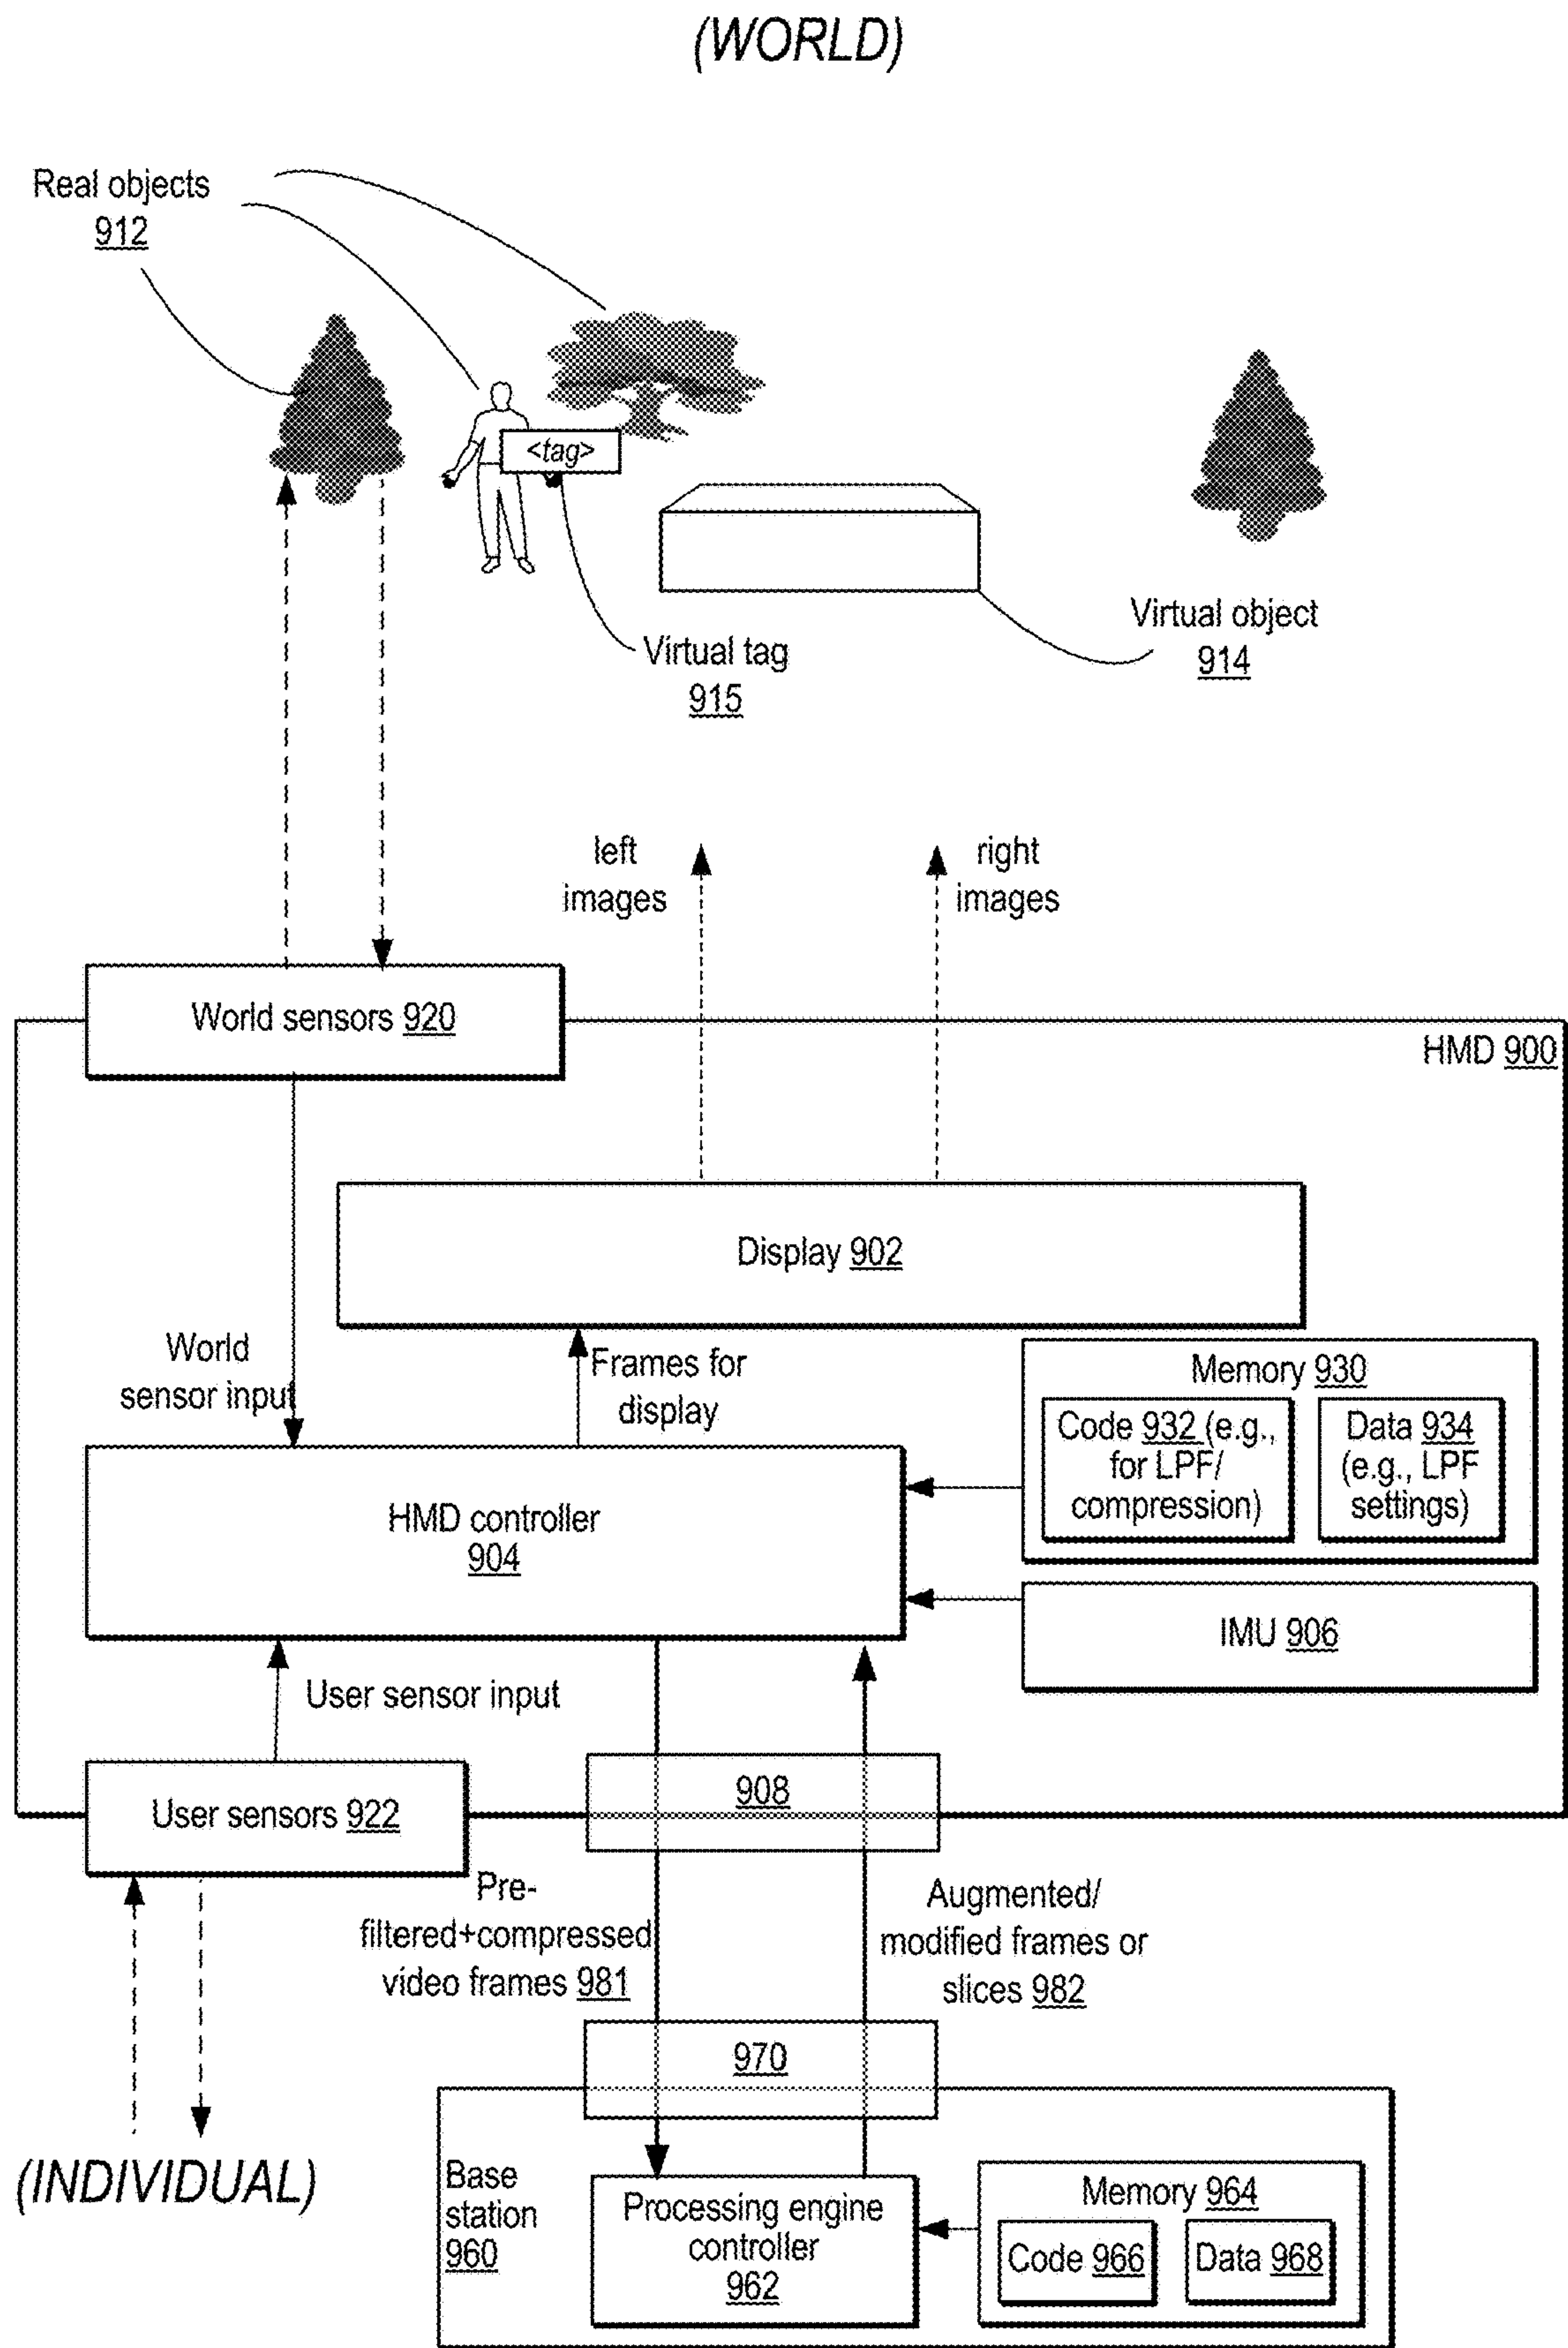 (WORLD)
Real objects
912
<tag>
Virtual tag
915
Virtual object
914
left
images
right
images
World sensors 920
HMD 900
Display 902
World
sensor input
Frames for
display
Memory 930
Code 932 (e.g.,
for LPF/
compression)
Data 934
(e.g., LPF
settings)
HMD controller
904
IMU 906
User sensor input
908
User sensors 922
Pre-
filtered+compressed
video frames 981
Augmented/
modified frames or
slices 982
970
(INDIVIDUAL)
Base
station
960
Processing engine
controller
962
Memory 964
Code 966
Data 968